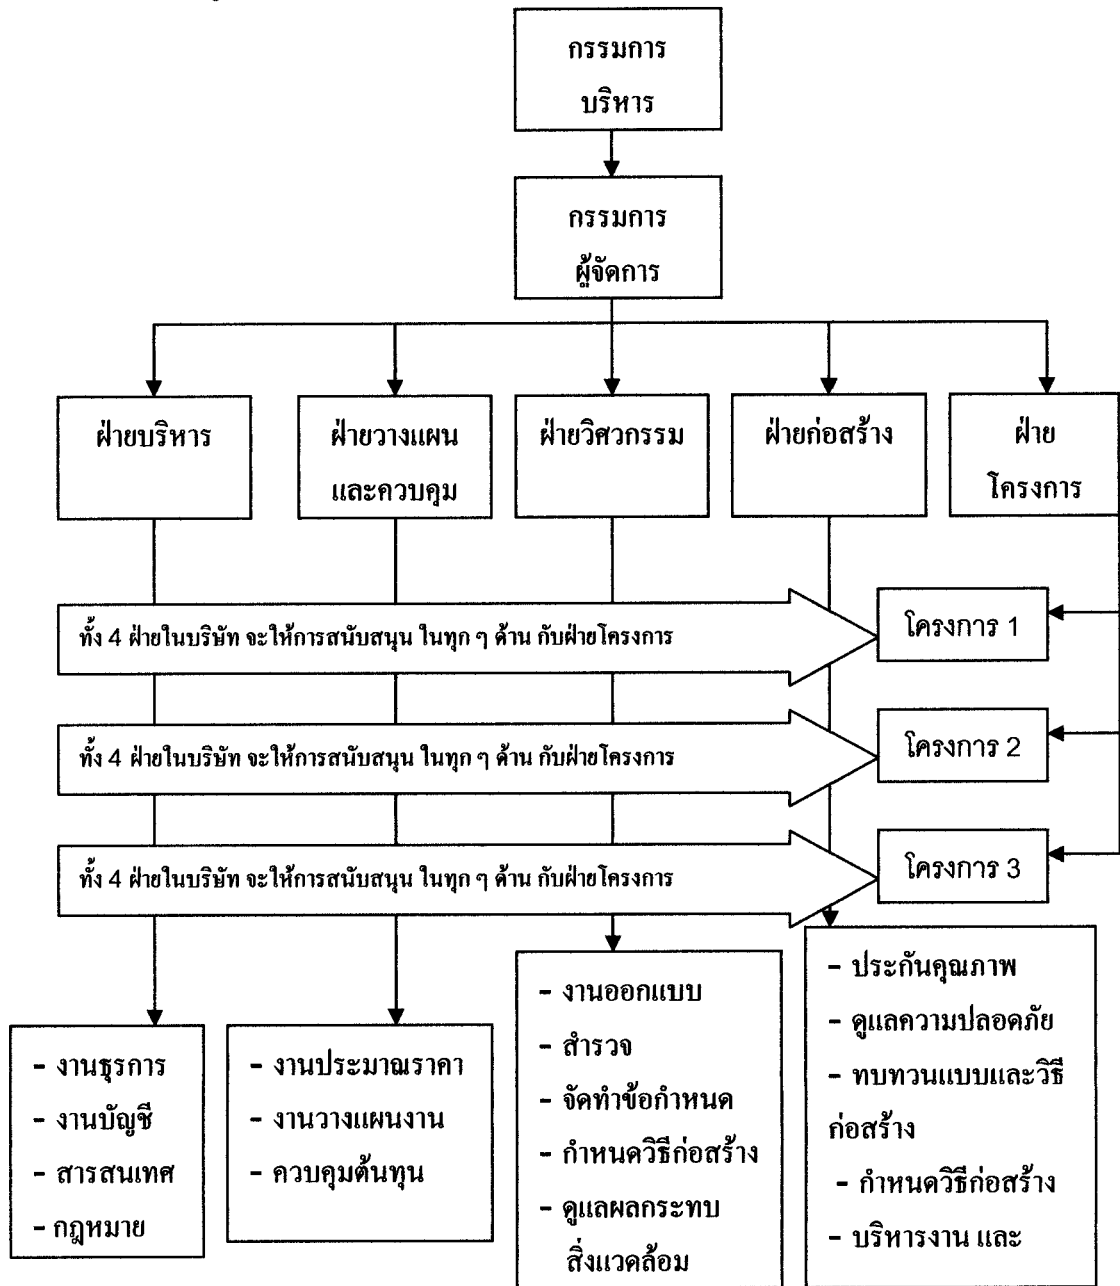 กรรมการ
บริหาร
กรรมการ
ผู้จัดการ
ฝ่ายบริหาร
ฝ่ายวางแผน
และควบคุม
ฝ่ายวิศวกรรม
ฝ่ายก่อสร้าง
ฝ่าย
โครงการ
ทั้ง 4 ฝ่ายในบริษัท จะให้การสนับสนุน ในทุก ๆ ด้าน กับฝ่ายโครงการ
โครงการ 1
ทั้ง 4 ฝ่ายในบริษัท จะให้การสนับสนุน ในทุก ๆ ด้าน กับฝ่ายโครงการ
โครงการ 2
ทั้ง 4 ฝ่ายในบริษัท จะให้การสนับสนุน ในทุก ๆ ด้าน กับฝ่ายโครงการ
โครงการ 3
- งานธุรการ
- งานบัญชี
- สารสนเทศ
- กฎหมาย
- งานประมาณราคา
- งานวางแผนงาน
- ควบคุมต้นทุน
- งานออกแบบ
- สำรวจ
- จัดทำข้อกำหนด
- กำหนดวิธีก่อสร้าง
- ดูแลผลกระทบ
สิ่งแวดล้อม
- ประกันคุณภาพ
- ดูแลความปลอดภัย
- ทบทวนแบบและวิธี
ก่อสร้าง
- กำหนดวิธีก่อสร้าง
- บริหารงาน และ